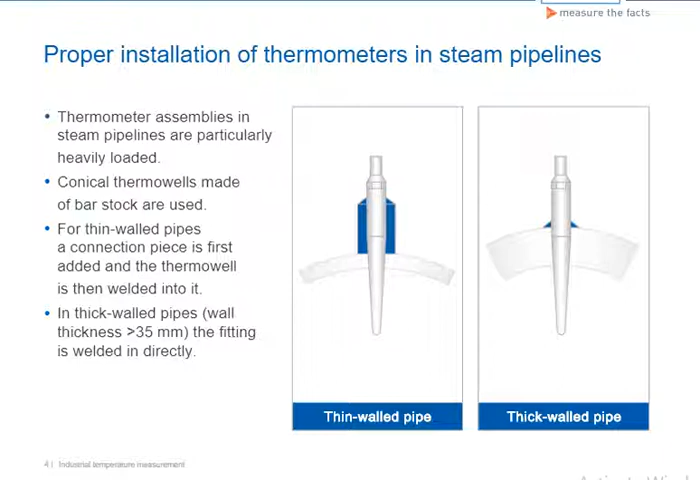 measure the facts
Proper installation of thermometers in steam pipelines
• Thermometer assemblies in
steam pipelines are particularly
heavily loaded.
• Conical thermowells made
of bar stock are used.
• For thin-walled pipes
a connection piece is first
added and the thermowell
is then welded into it.
• In thick-walled pipes (wall
thickness >35 mm) the fitting
is welded in directly.
Thin-walled pipe
Thick-walled pipe
4 | Industrial temperature measurement